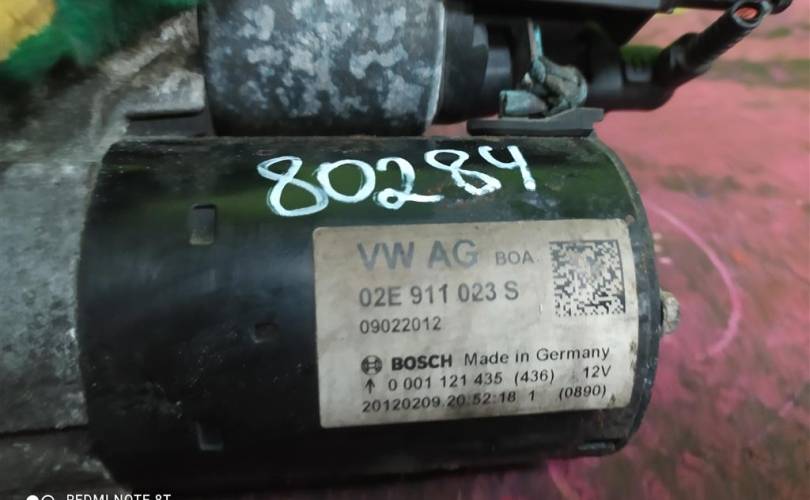 80284
VW AG BOA
02E 911 023 S
09022012
BOSCH Made in Germany
↑ 0 001 121 435 (436) 12V
20120209.20:52:18 1 (0890)
REDMI NOTE 8T